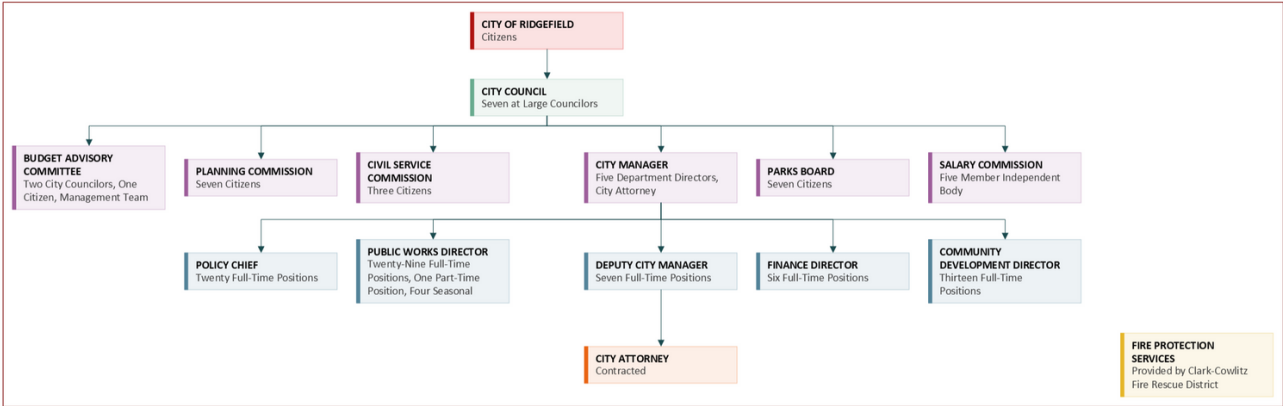 CITY OF RIDGEFIELD
Citizens
CITY COUNCIL
Seven at Large Councilors
BUDGET ADVISORY
COMMITTEE
Two City Councilors, One
Citizen, Management Team
PLANNING COMMISSION
Seven Citizens
CIVIL SERVICE
COMMISSION
Three Citizens
CITY MANAGER
Five Department Directors,
City Attorney
PARKS BOARD
Seven Citizens
SALARY COMMISSION
Five Member Independent
Body
POLICY CHIEF
Twenty Full-Time Positions
PUBLIC WORKS DIRECTOR
Twenty-Nine Full-Time
Positions, One Part-Time
Position, Four Seasonal
DEPUTY CITY MANAGER
Seven Full-Time Positions
FINANCE DIRECTOR
Six Full-Time Positions
COMMUNITY
DEVELOPMENT DIRECTOR
Thirteen Full-Time
Positions
CITY ATTORNEY
Contracted
FIRE PROTECTION
SERVICES
Provided by Clark-Cowlitz
Fire Rescue District